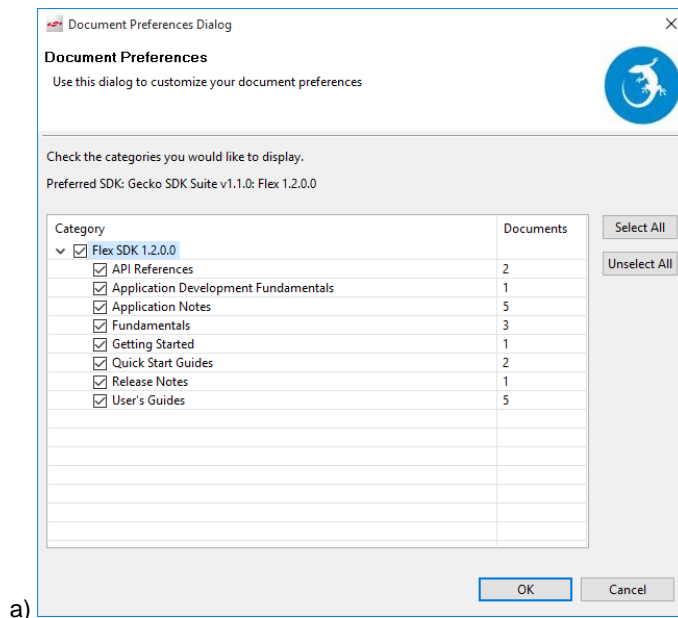 Document Preferences Dialog
Document Preferences
Use this dialog to customize your document preferences
Check the categories you would like to display.
Preferred SDK: Gecko SDK Suite v1.1.0: Flex 1.2.0.0
Category Documents
Flex SDK 1.2.0.0
API References 2
Application Development Fundamentals 1
Application Notes 5
Fundamentals 3
Getting Started 1
Quick Start Guides 2
Release Notes 1
User's Guides 5
Select All
Unselect All
OK Cancel
a)